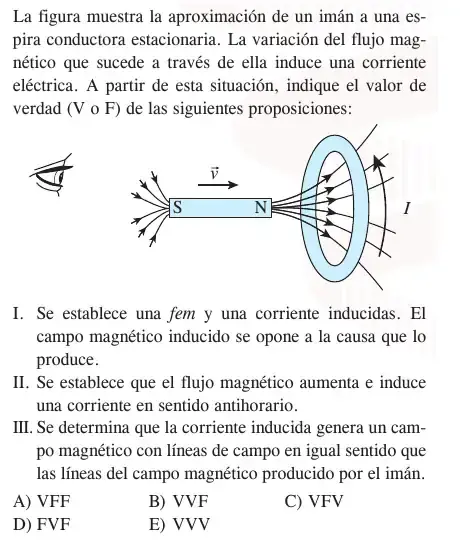 La figura muestra la aproximación de un imán a una es-
pira conductora estacionaria. La variación del flujo mag-
nético que sucede a través de ella induce una corriente
eléctrica. A partir de esta situación, indique el valor de
verdad (V o F) de las siguientes proposiciones:
v⃗
S N I
I. Se establece una fem y una corriente inducidas. El
campo magnético inducido se opone a la causa que lo
produce.
II. Se establece que el flujo magnético aumenta e induce
una corriente en sentido antihorario.
III. Se determina que la corriente inducida genera un cam-
po magnético con líneas de campo en igual sentido que
las líneas del campo magnético producido por el imán.
A) VFF B) VVF C) VFV
D) FVF E) VVV